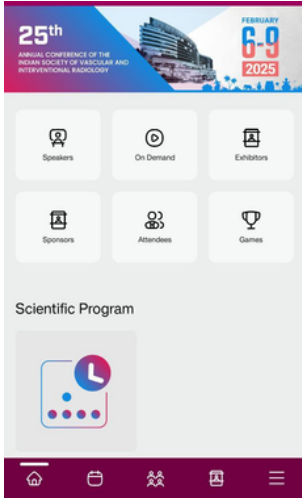 25th
ANNUAL CONFERENCE OF THE
INDIAN SOCIETY OF VASCULAR AND
INTERVENTIONAL RADIOLOGY
FEBRUARY
6-9
2025
Speakers
On Demand
Exhibitors
Sponsors
Attendees
Games
Scientific Program